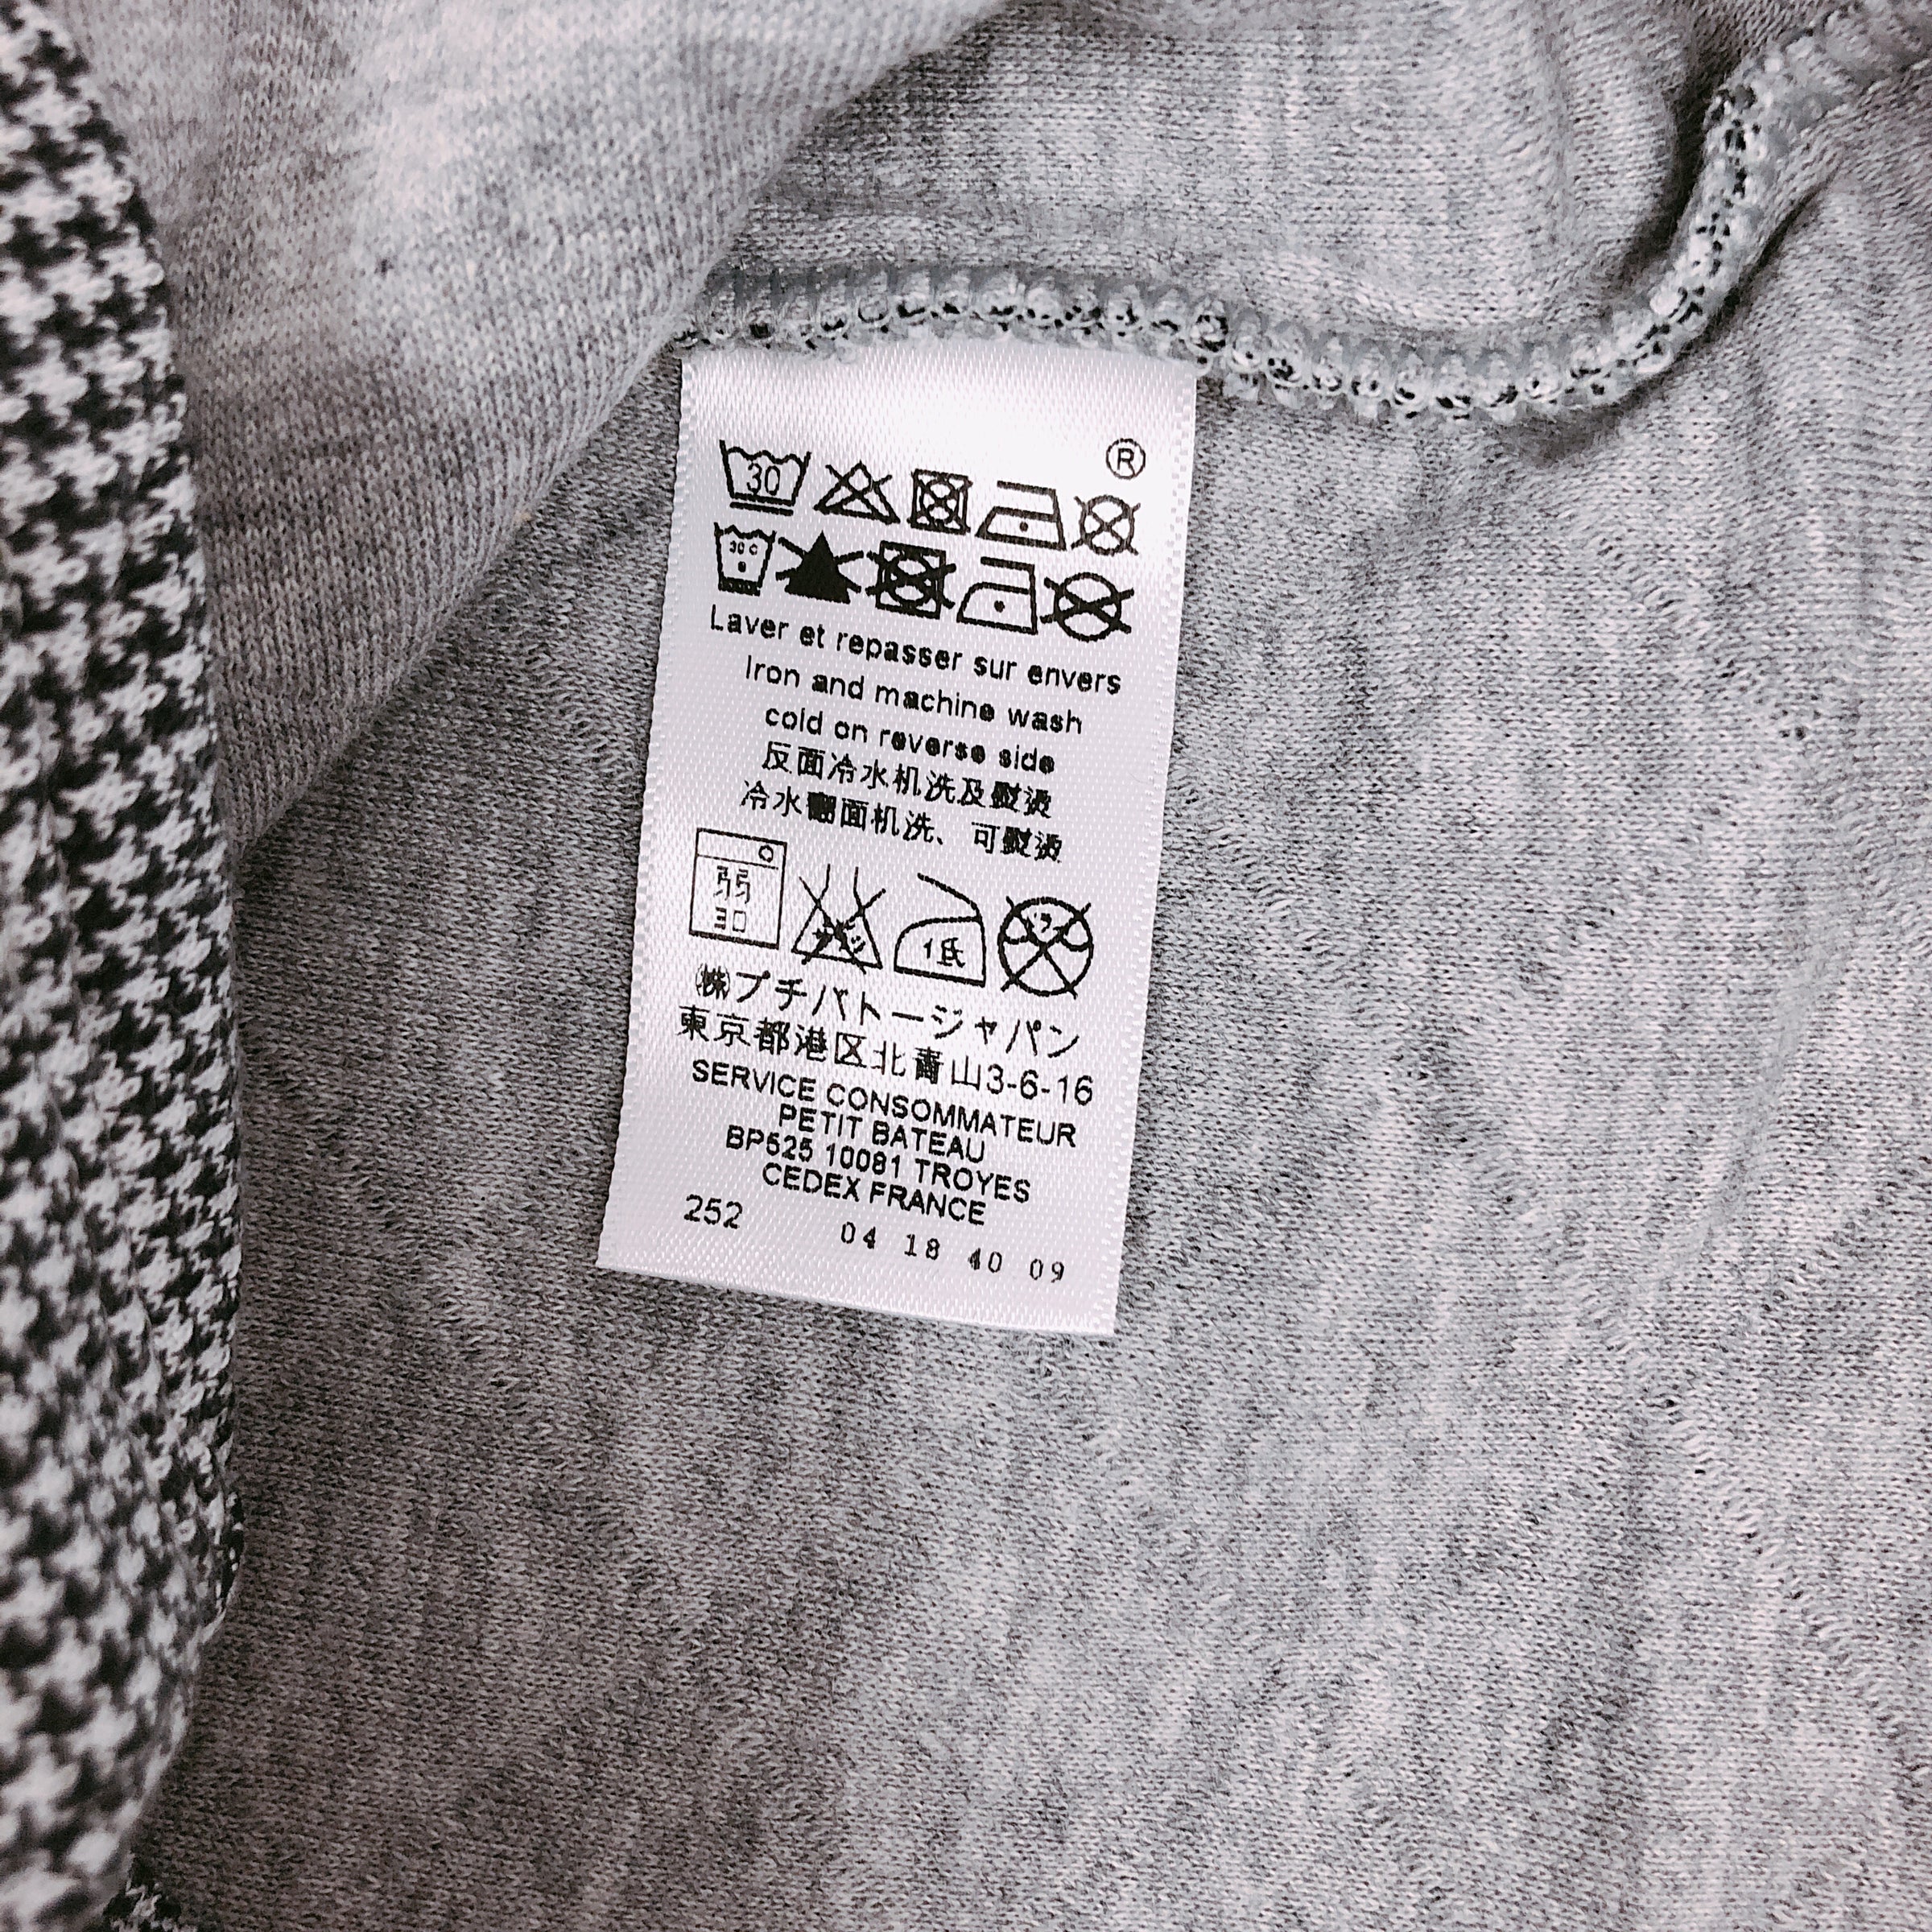 ®
30
30 C
Laver et repasser sur envers
Iron and machine wash
cold on reverse side
反面冷水机洗及熨烫
冷水翻面机洗、可熨烫
弱
30
低
㈱プチバトージャパン
東京都港区北青山3-6-16
SERVICE CONSOMMATEUR
PETIT BATEAU
BP525 10081 TROYES
CEDEX FRANCE
252 04 18 40 09